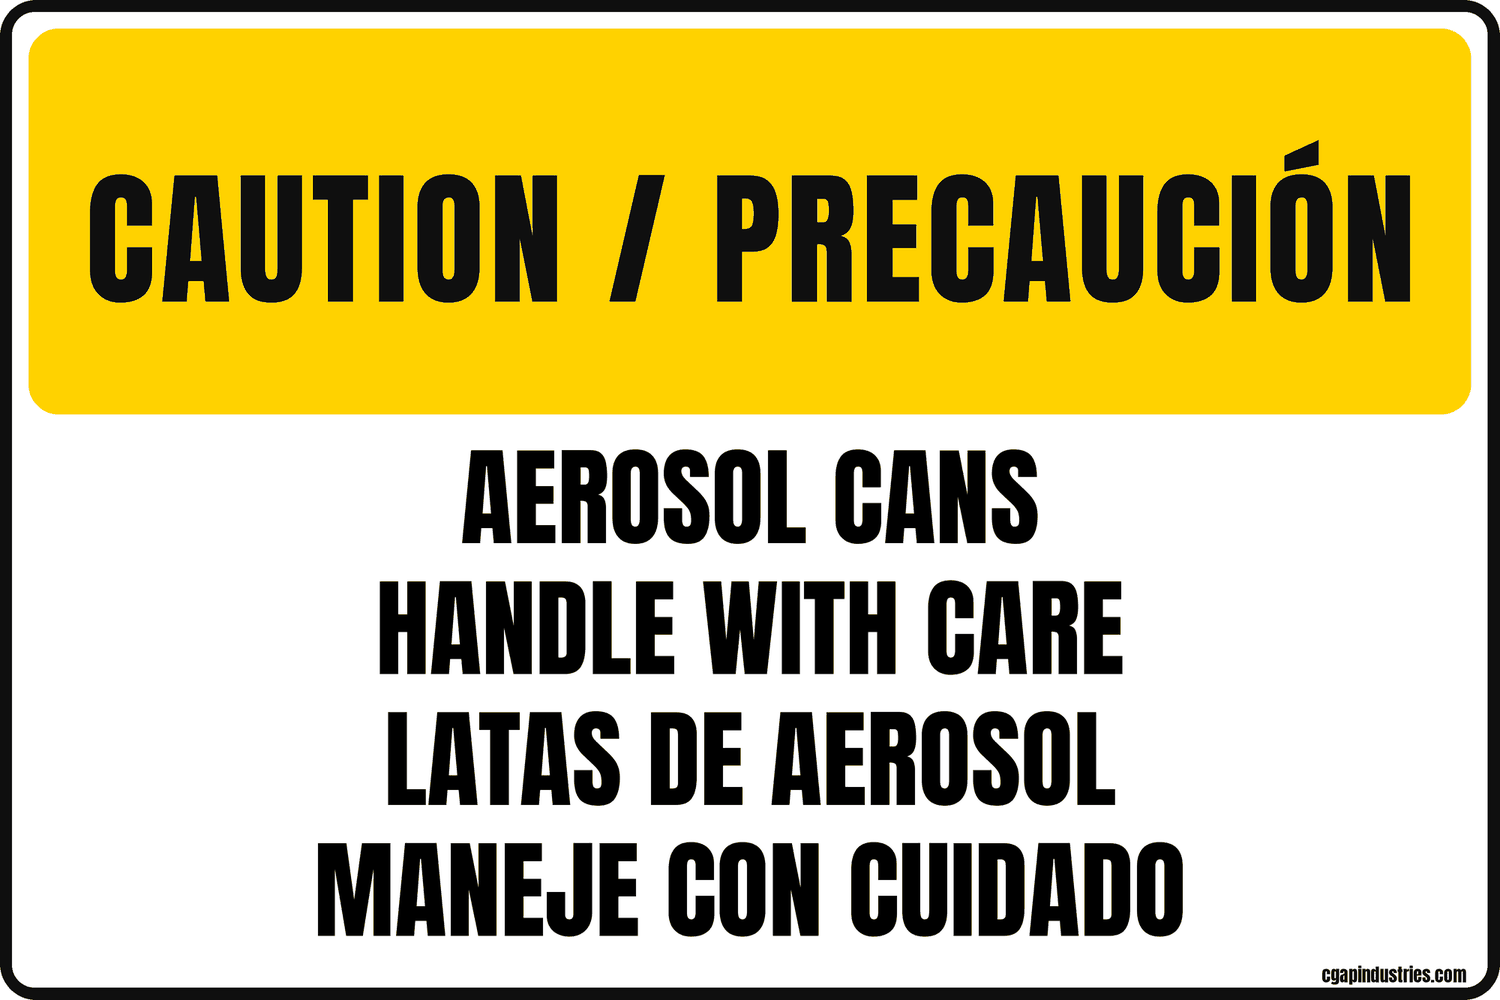 CAUTION / PRECAUCIÓN
AEROSOL CANS
HANDLE WITH CARE
LATAS DE AEROSOL
MANEJE CON CUIDADO
cgapindustries.com